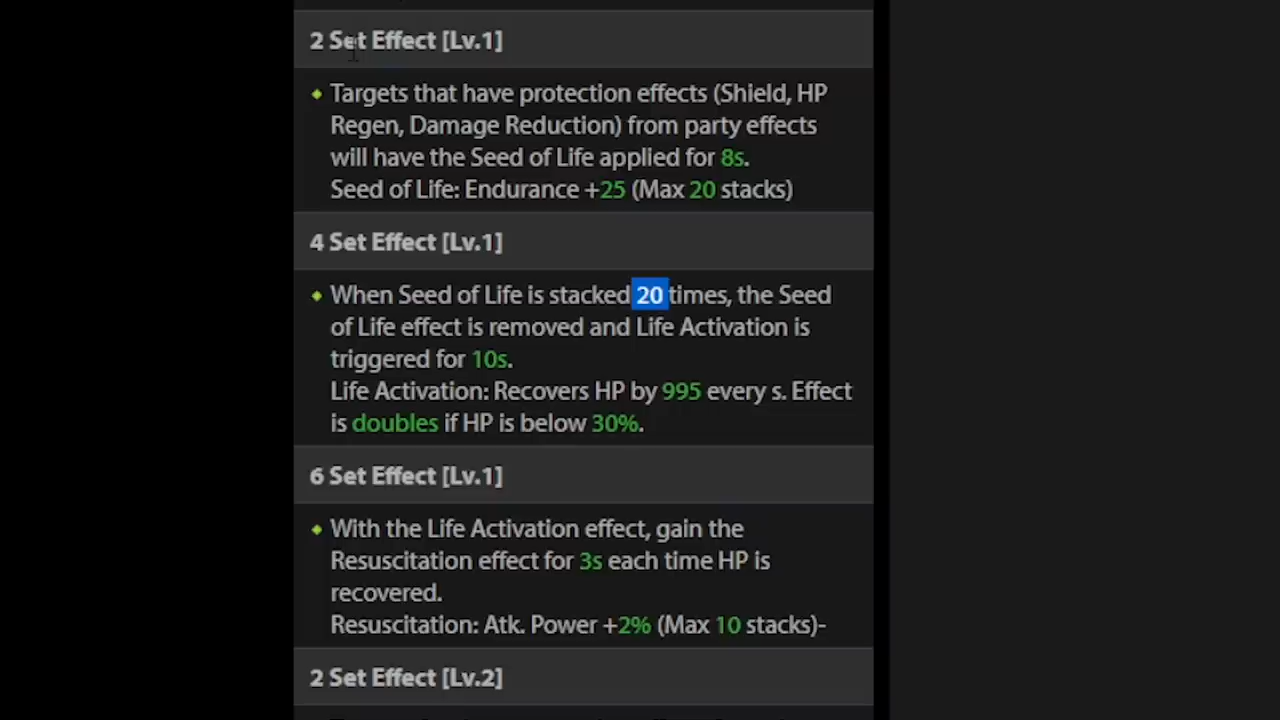 2 Set Effect [Lv.1]
Targets that have protection effects (Shield, HP
Regen, Damage Reduction) from party effects
will have the Seed of Life applied for 8s.
Seed of Life: Endurance +25 (Max 20 stacks)
4 Set Effect [Lv.1]
When Seed of Life is stacked 20 times, the Seed
of Life effect is removed and Life Activation is
triggered for 10s.
Life Activation: Recovers HP by 995 every s. Effect
is doubles if HP is below 30%.
6 Set Effect [Lv.1]
With the Life Activation effect, gain the
Resuscitation effect for 3s each time HP is
recovered.
Resuscitation: Atk. Power +2% (Max 10 stacks)-
2 Set Effect [Lv.2]